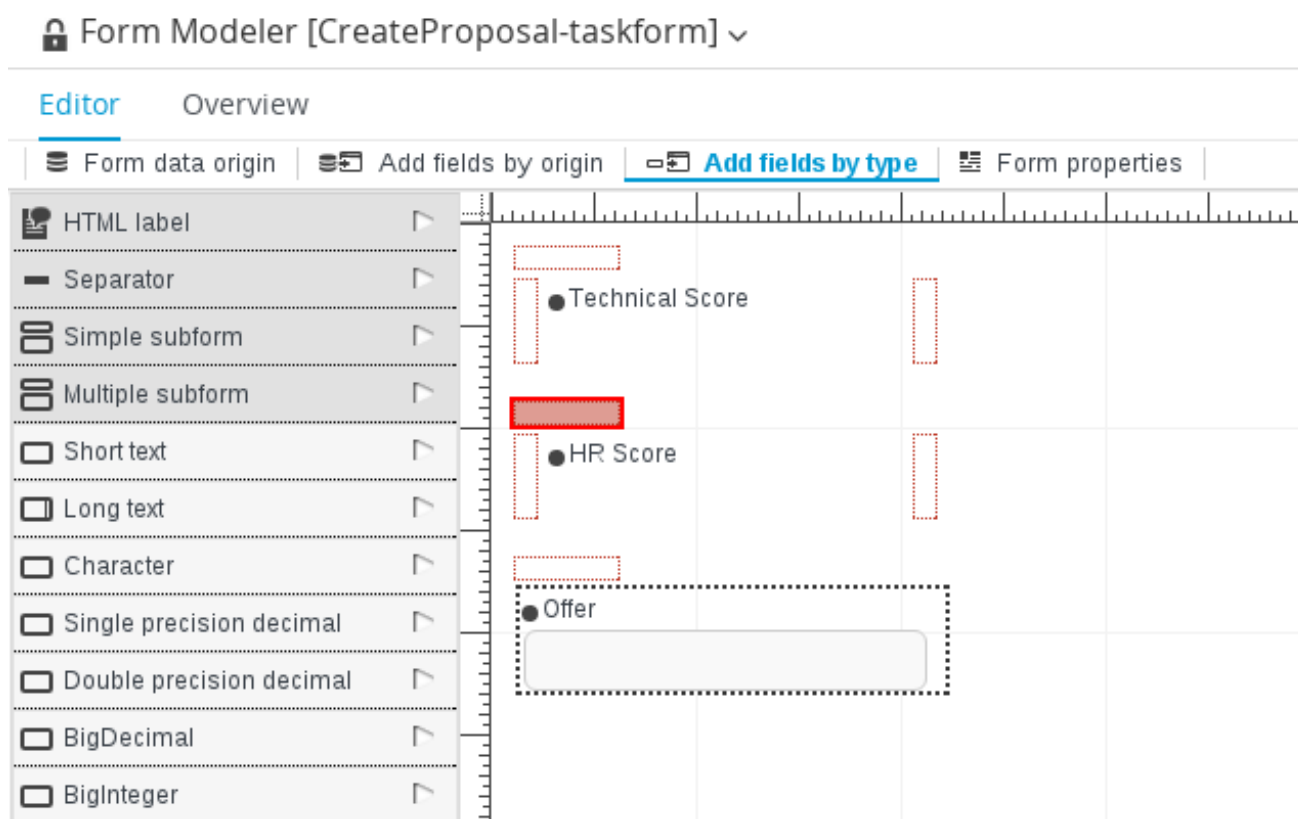 Form Modeler [CreateProposal-taskform]
Editor Overview
Form data origin Add fields by origin Add fields by type Form properties
HTML label
Separator
Simple subform
Multiple subform
Short text
Long text
Character
Single precision decimal
Double precision decimal
BigDecimal
BigInteger
Technical Score
HR Score
Offer